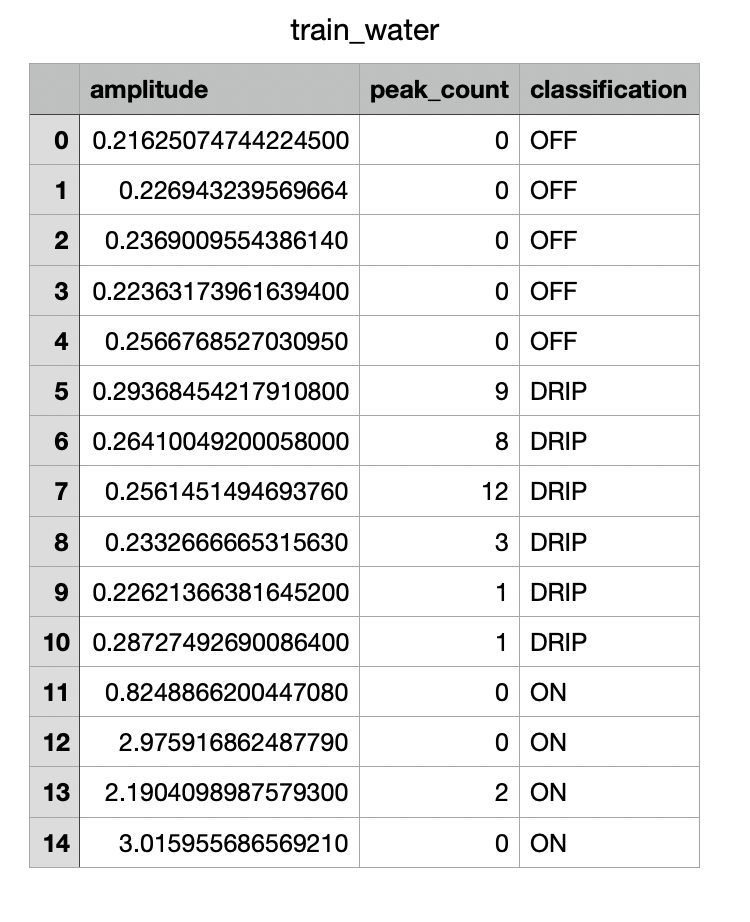 train_water
amplitude peak_count classification
0 0.21625074744224500 0 OFF
1 0.226943239569664 0 OFF
2 0.2369009554386140 0 OFF
3 0.22363173961639400 0 OFF
4 0.2566768527030950 0 OFF
5 0.29368454217910800 9 DRIP
6 0.26410049200058000 8 DRIP
7 0.2561451494693760 12 DRIP
8 0.2332666665315630 3 DRIP
9 0.22621366381645200 1 DRIP
10 0.28727492690086400 1 DRIP
11 0.8248866200447080 0 ON
12 2.975916862487790 0 ON
13 2.1904098987579300 2 ON
14 3.015955686569210 0 ON